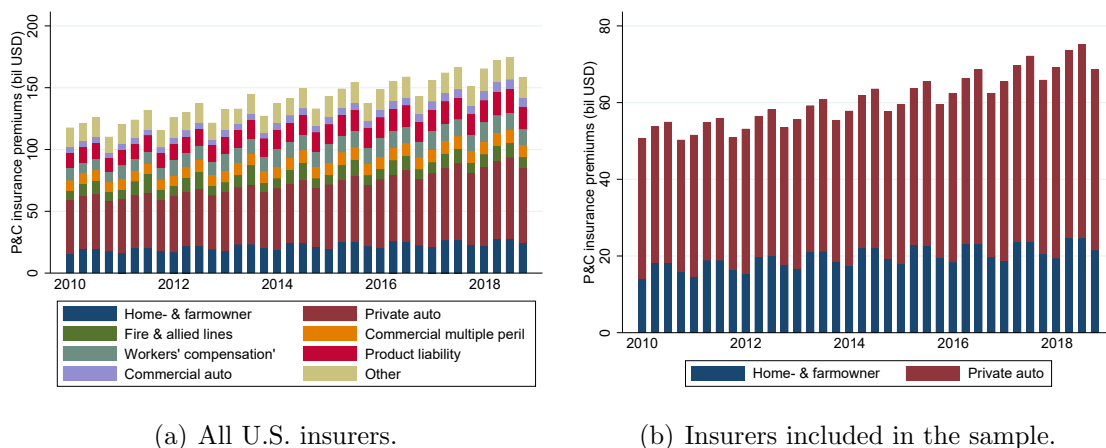 P&C insurance premiums (bil USD)
200
150
100
50
0
2010 2012 2014 2016 2018
Home- & farmowner Private auto
Fire & allied lines Commercial multiple peril
Workers' compensation' Product liability
Commercial auto Other
(a) All U.S. insurers.
P&C insurance premiums (bil USD)
80
60
40
20
0
2010 2012 2014 2016 2018
Home- & farmowner Private auto
(b) Insurers included in the sample.